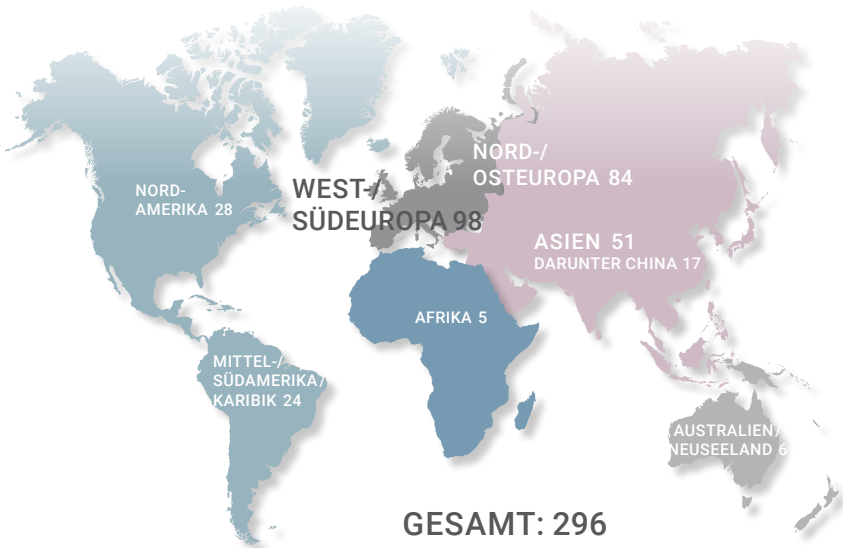 NORD-
AMERIKA 28
WEST-/
SÜDEUROPA 98
NORD-/
OSTEUROPA 84
ASIEN 51
DARUNTER CHINA 17
AFRIKA 5
MITTEL-/
SÜDAMERIKA/
KARIBIK 24
AUSTRALIEN/
NEUSEELAND 6
GESAMT: 296